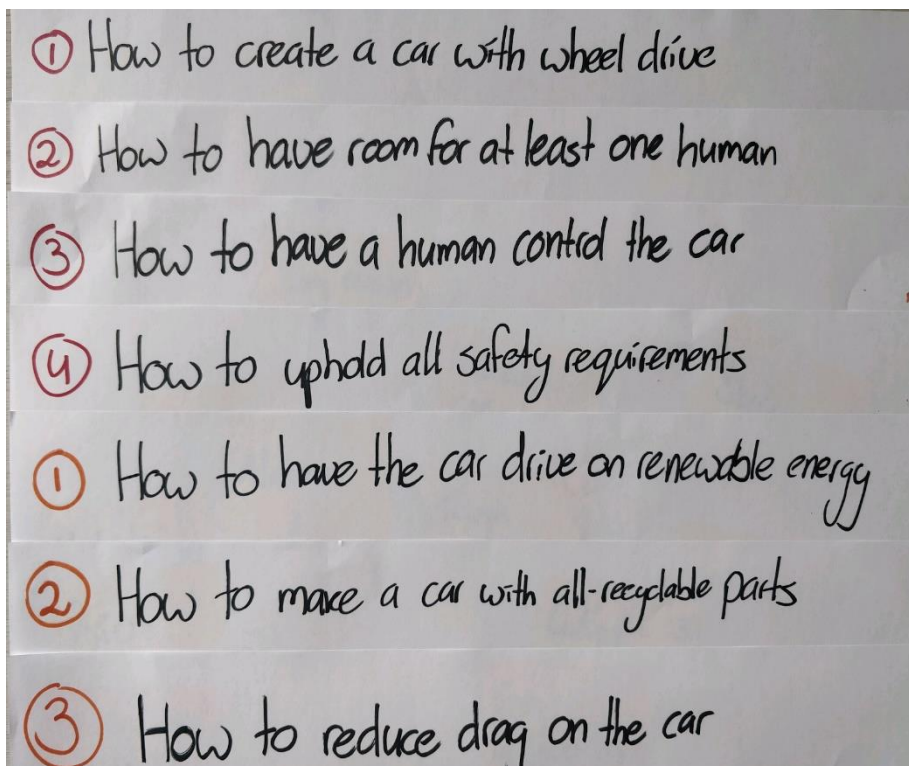 ① How to create a car with wheel drive
② How to have room for at least one human
③ How to have a human control the car
④ How to uphold all safety requirements
① How to have the car drive on renewable energy
② How to make a car with all-recyclable parts
③ How to reduce drag on the car